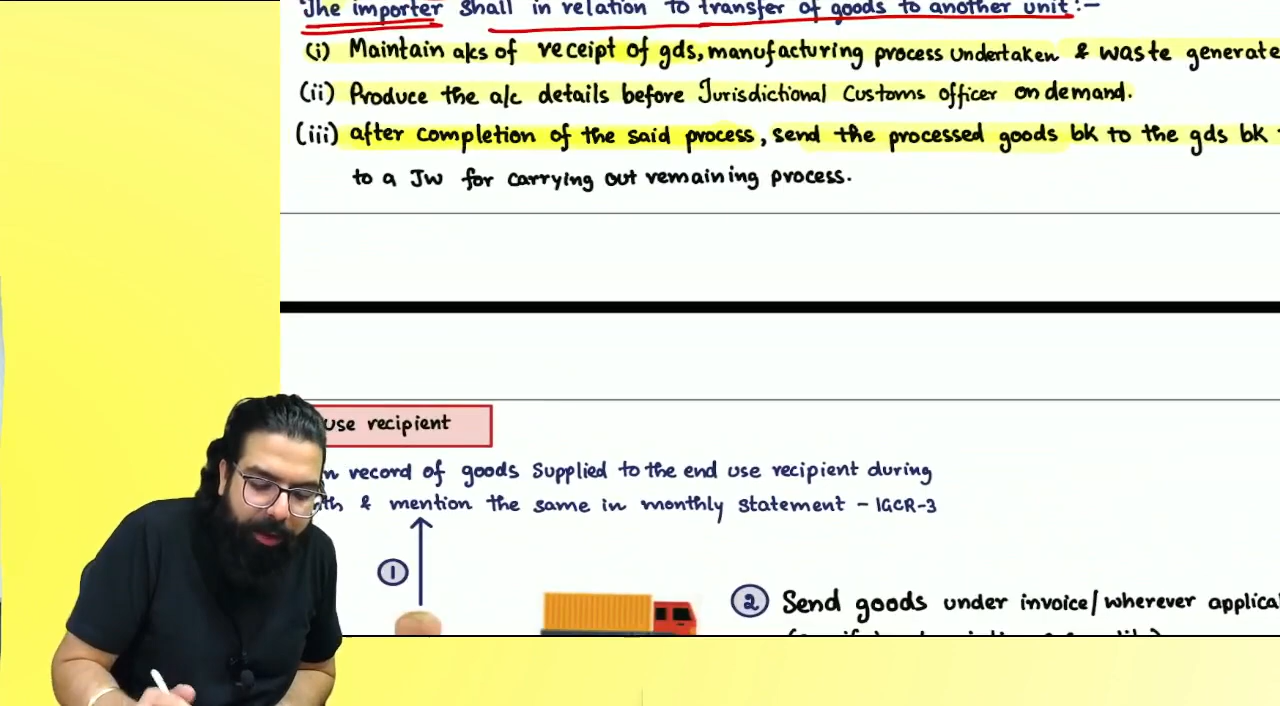 The importer shall in relation to transfer of goods to another unit:-
(i) Maintain a/cs of receipt of gds, manufacturing process undertaken & waste generate
(ii) Produce the a/c details before Jurisdictional Customs officer on demand.
(iii) after completion of the said process, send the processed goods bk to the gds bk
to a JW for carrying out remaining process.
use recipient
record of goods supplied to the end use recipient during
& mention the same in monthly statement - IGCR-3
1
2 Send goods under invoice/wherever applica